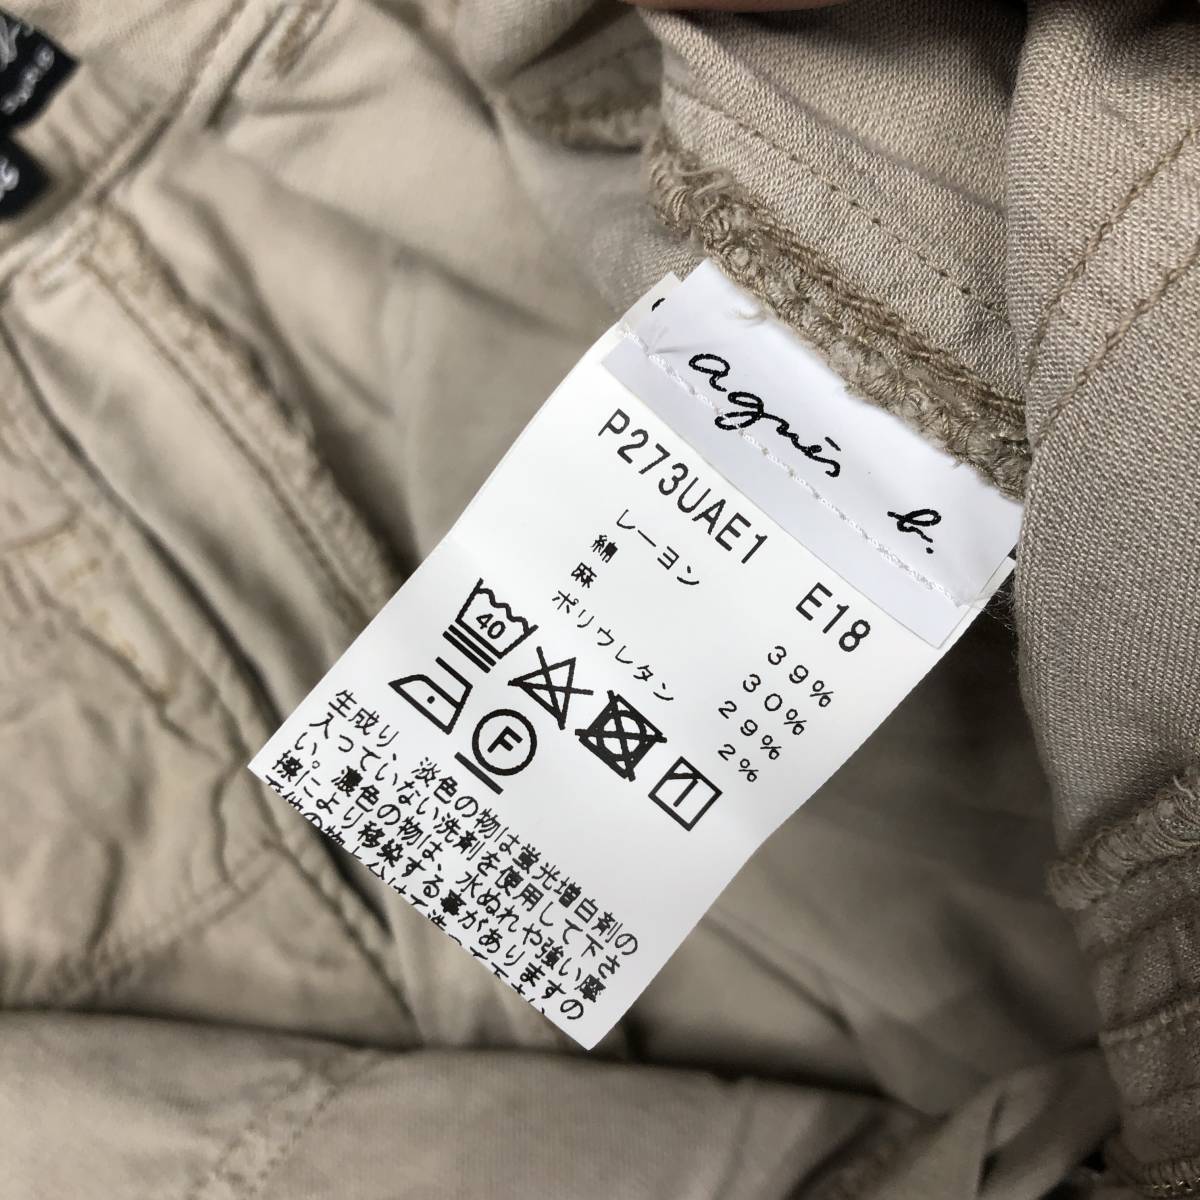 agnès b.
P273UAE1 E18
レーヨン 39%
綿 30%
麻 29%
ポリウレタン 2%
40
F
生成り、淡色の物は蛍光増白剤の
入っていない洗剤を使用して下さ
い。濃色の物は、水ぬれや強い摩
擦により移染する事がありますの